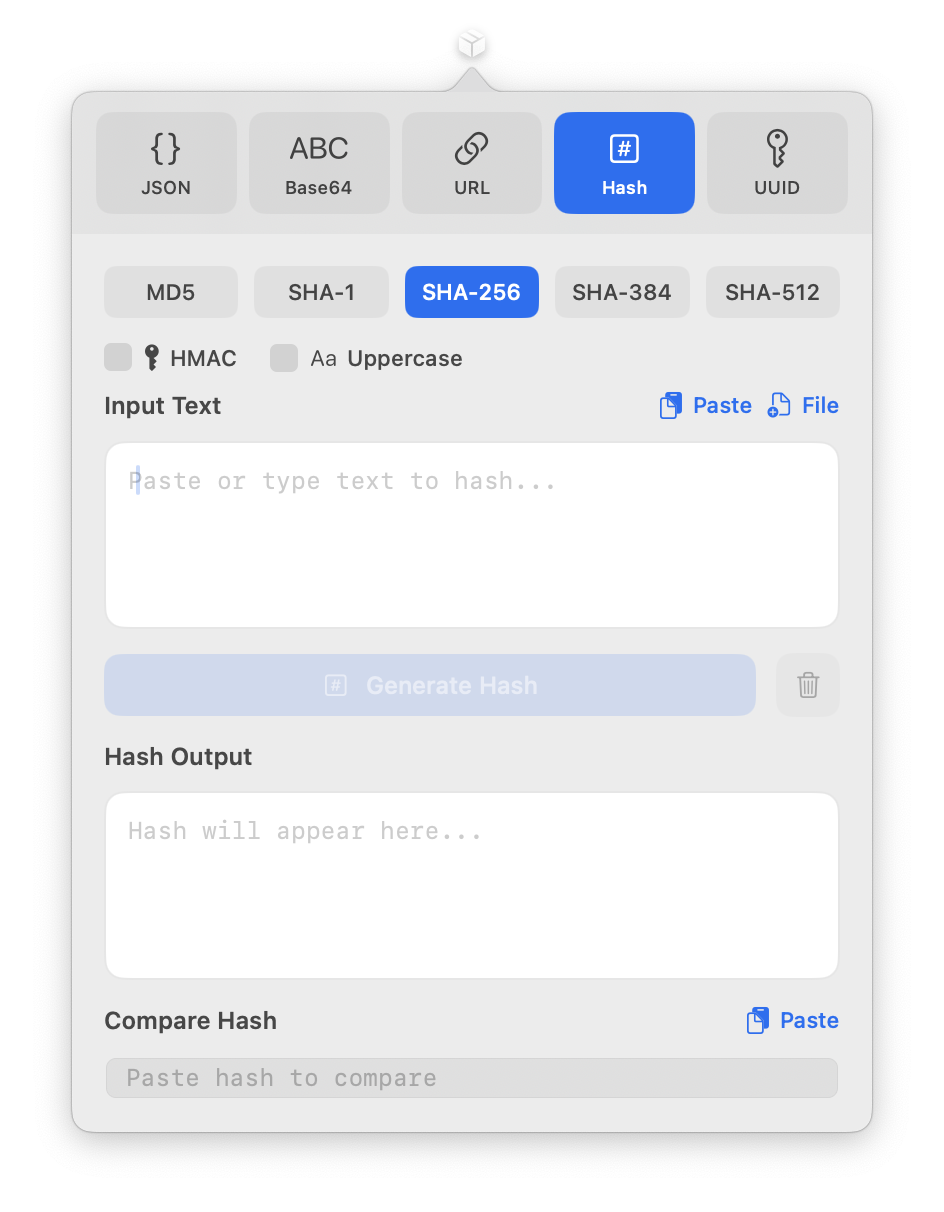 { } ABC #
JSON Base64 URL Hash UUID
MD5 SHA-1 SHA-256 SHA-384 SHA-512
HMAC Aa Uppercase
Input Text Paste File
Paste or type text to hash...
# Generate Hash
Hash Output
Hash will appear here...
Compare Hash Paste
Paste hash to compare